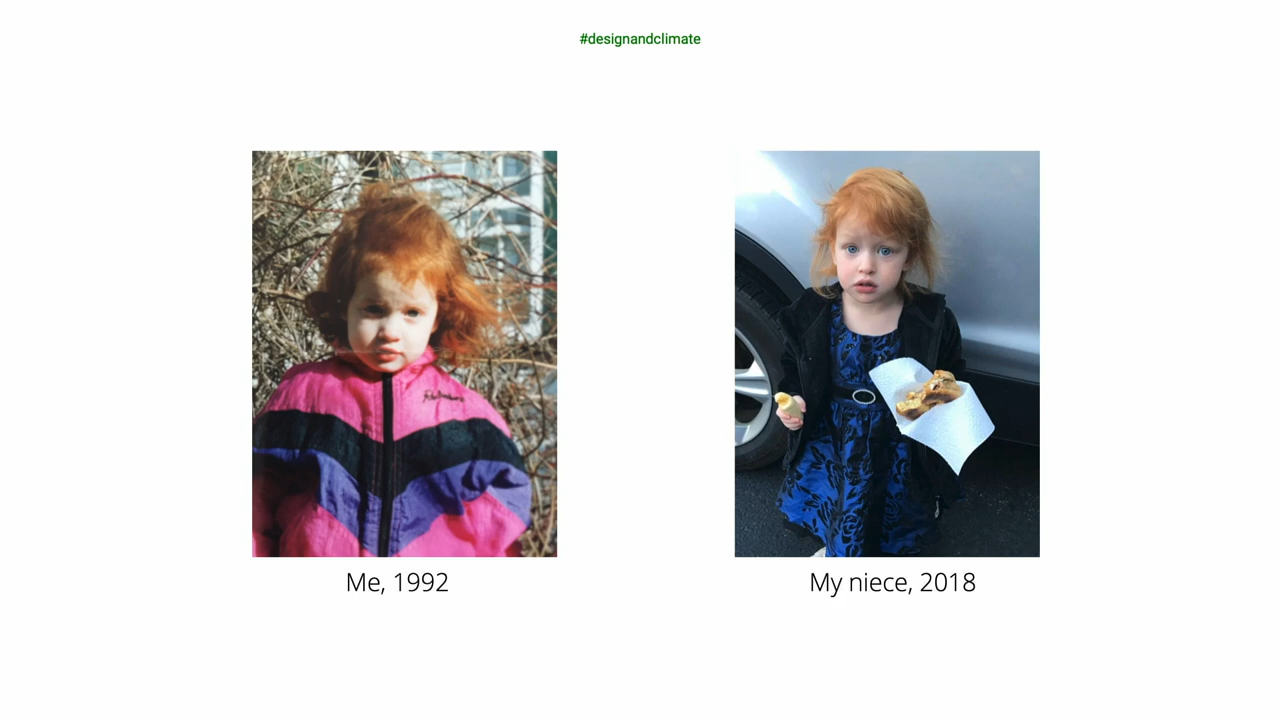 #designandclimate
Me, 1992
My niece, 2018